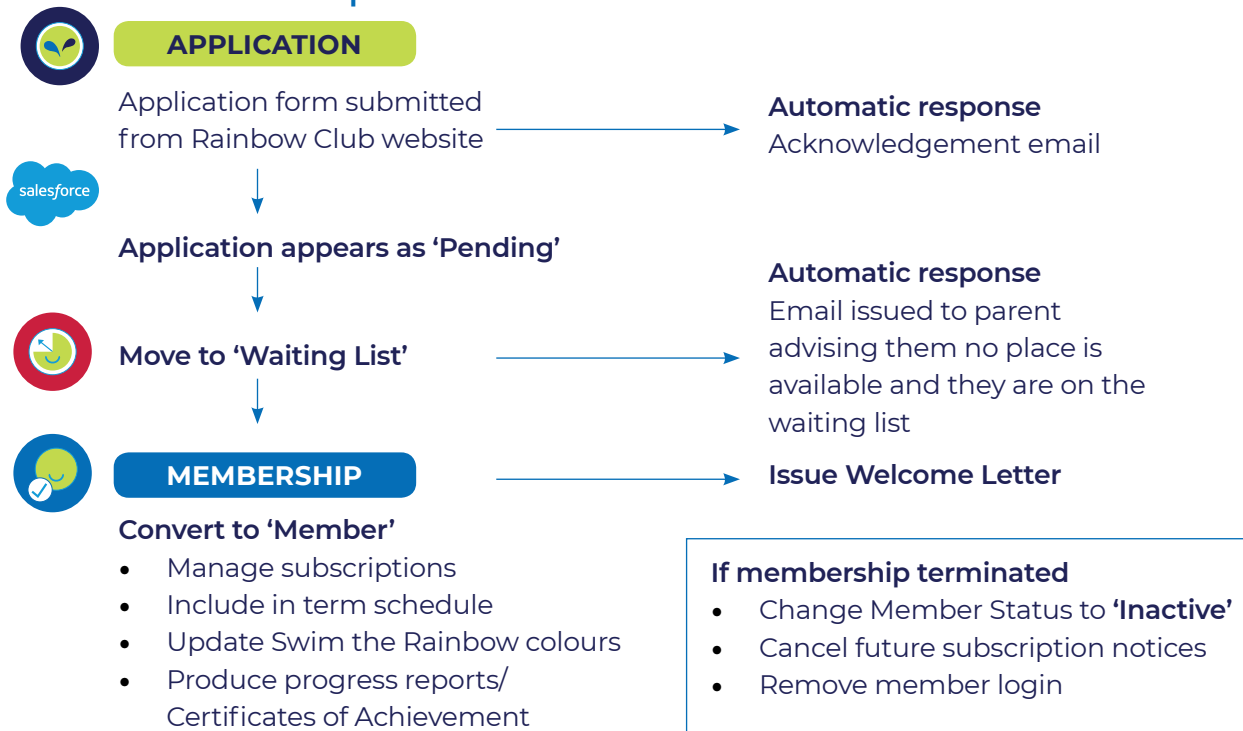 APPLICATION
Application form submitted
from Rainbow Club website
Automatic response
Acknowledgement email
salesforce
Application appears as ‘Pending’
Automatic response
Email issued to parent
advising them no place is
available and they are on the
waiting list
Move to ‘Waiting List’
MEMBERSHIP
Issue Welcome Letter
Convert to ‘Member’
• Manage subscriptions
• Include in term schedule
• Update Swim the Rainbow colours
• Produce progress reports/
Certificates of Achievement
If membership terminated
• Change Member Status to ‘Inactive’
• Cancel future subscription notices
• Remove member login